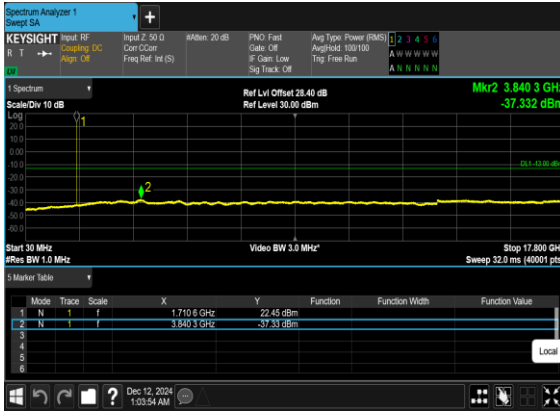 Spectrum Analyzer 1
Swept SA
+
KEYSIGHT Input: RF Input Z: 50 Ω #Atten: 20 dB PNO: Fast Avg Type: Power (RMS) 1 2 3 4 5 6
R T Coupling: DC Corr CCorr Gate: Off Avg|Hold: 100/100 A W W W W W
Align: Off Freq Ref: Int (S) IF Gain: Low Trig: Free Run
Sig Track: Off A N N N N N
1 Spectrum
Scale/Div 10 dB
Ref Lvl Offset 28.40 dB
Ref Level 30.00 dBm
Mkr2 3.840 3 GHz
-37.332 dBm
Log
20.0
10.0
0.00
-10.0
-20.0
-30.0
-40.0
-50.0
-60.0
1
2
DL1 -13.00 dBm
Start 30 MHz Video BW 3.0 MHz* Stop 17.800 GHz
#Res BW 1.0 MHz Sweep 32.0 ms (40001 pts)
5 Marker Table
Mode Trace Scale X Y Function Function Width Function Value
1 N 1 f 1.710 6 GHz 22.45 dBm
2 N 1 f 3.840 3 GHz -37.33 dBm
3
4
5
6
Local
? Dec 12, 2024
1:03:54 AM